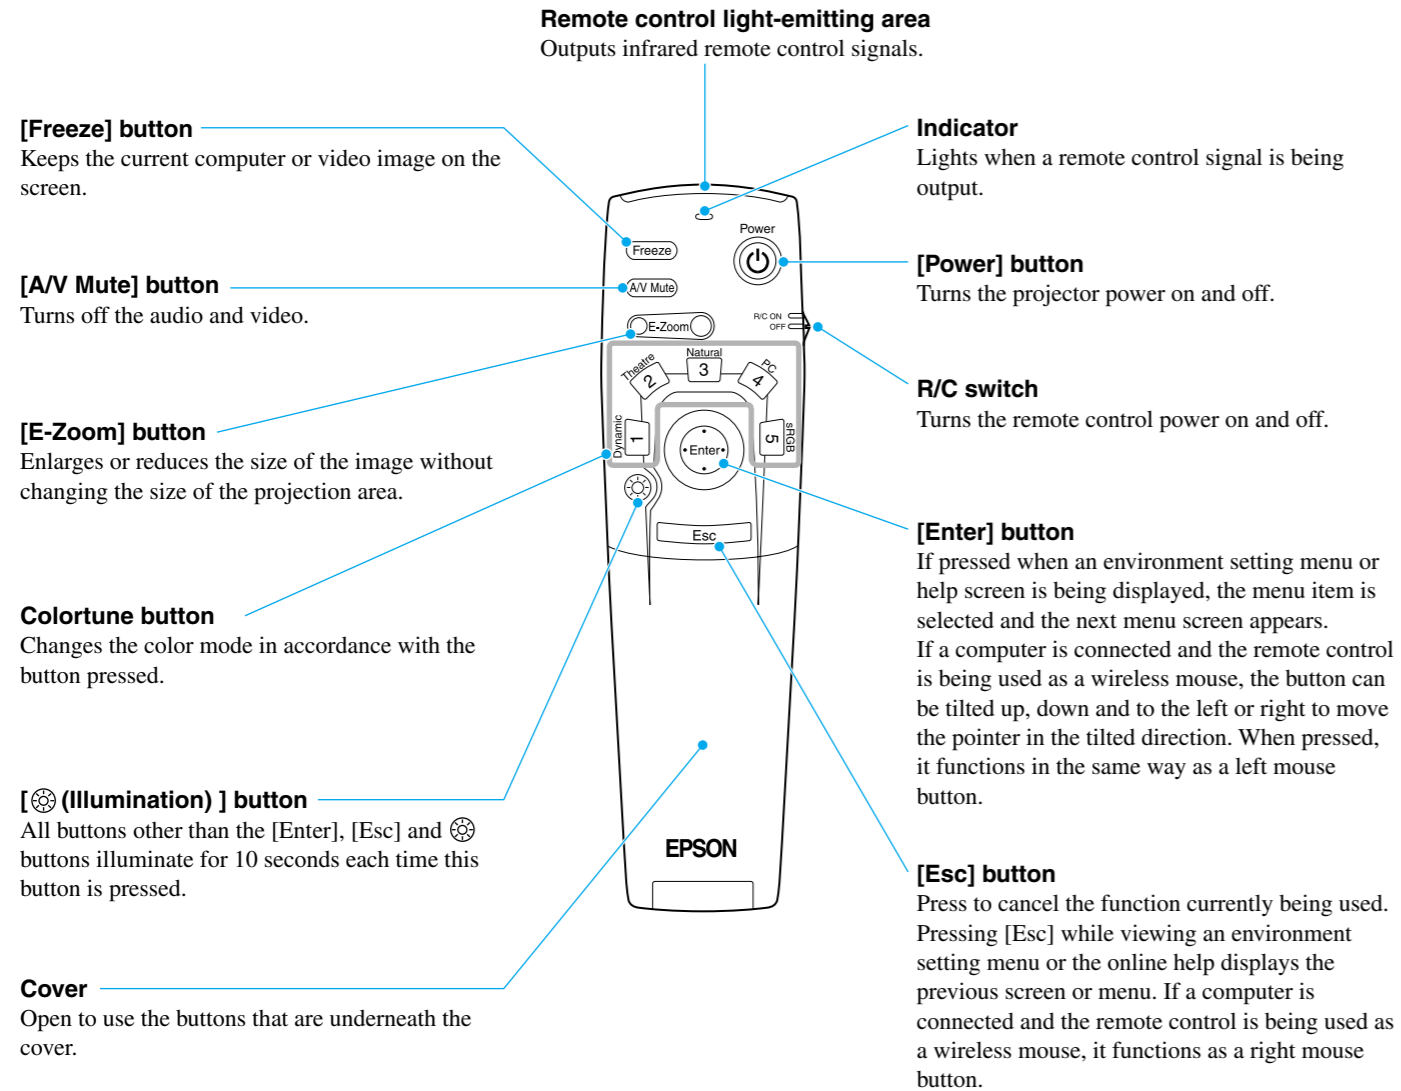 Remote control light-emitting area
Outputs infrared remote control signals.
[Freeze] button
Keeps the current computer or video image on the
screen.
[A/V Mute] button
Turns off the audio and video.
[E-Zoom] button
Enlarges or reduces the size of the image without
changing the size of the projection area.
Colortune button
Changes the color mode in accordance with the
button pressed.
[ (Illumination) ] button
All buttons other than the [Enter], [Esc] and
buttons illuminate for 10 seconds each time this
button is pressed.
Cover
Open to use the buttons that are underneath the
cover.
Power
Freeze
A/V Mute
R/C ON
OFF
E-Zoom
Theatre
2
Natural
3
PC
4
Dynamic
1
sRGB
5
Enter
Esc
EPSON
Indicator
Lights when a remote control signal is being
output.
[Power] button
Turns the projector power on and off.
R/C switch
Turns the remote control power on and off.
[Enter] button
If pressed when an environment setting menu or
help screen is being displayed, the menu item is
selected and the next menu screen appears.
If a computer is connected and the remote control
is being used as a wireless mouse, the button can
be tilted up, down and to the left or right to move
the pointer in the tilted direction. When pressed,
it functions in the same way as a left mouse
button.
[Esc] button
Press to cancel the function currently being used.
Pressing [Esc] while viewing an environment
setting menu or the online help displays the
previous screen or menu. If a computer is
connected and the remote control is being used as
a wireless mouse, it functions as a right mouse
button.